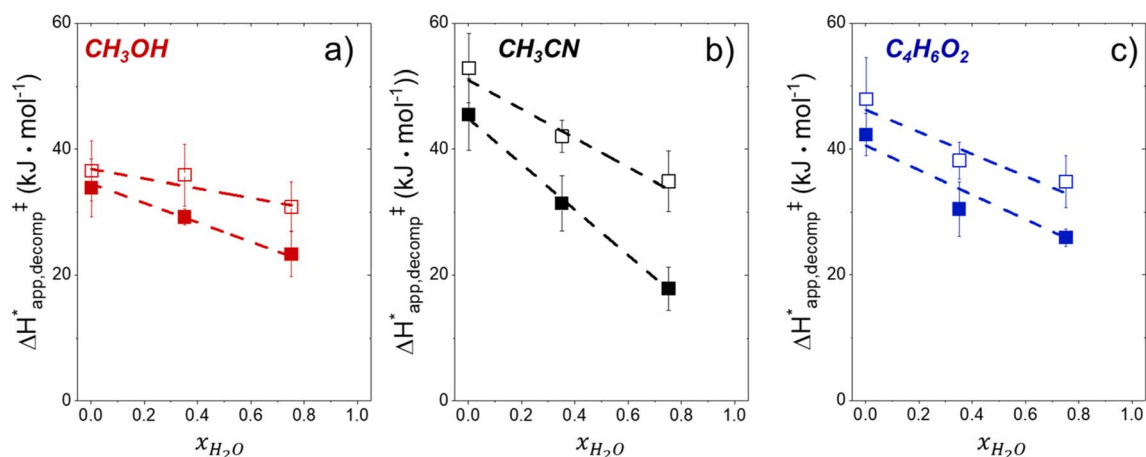 CH3OH
a)
60
40
20
0
0.0 0.2 0.4 0.6 0.8 1.0
ΔH*app,decomp‡ (kJ · mol-1)
xH2O
CH3CN
b)
60
40
20
0
0.0 0.2 0.4 0.6 0.8 1.0
ΔH*app,decomp‡ (kJ · mol-1))
xH2O
C4H6O2
c)
60
40
20
0
0.0 0.2 0.4 0.6 0.8 1.0
ΔH*app,decomp‡ (kJ · mol-1)
xH2O